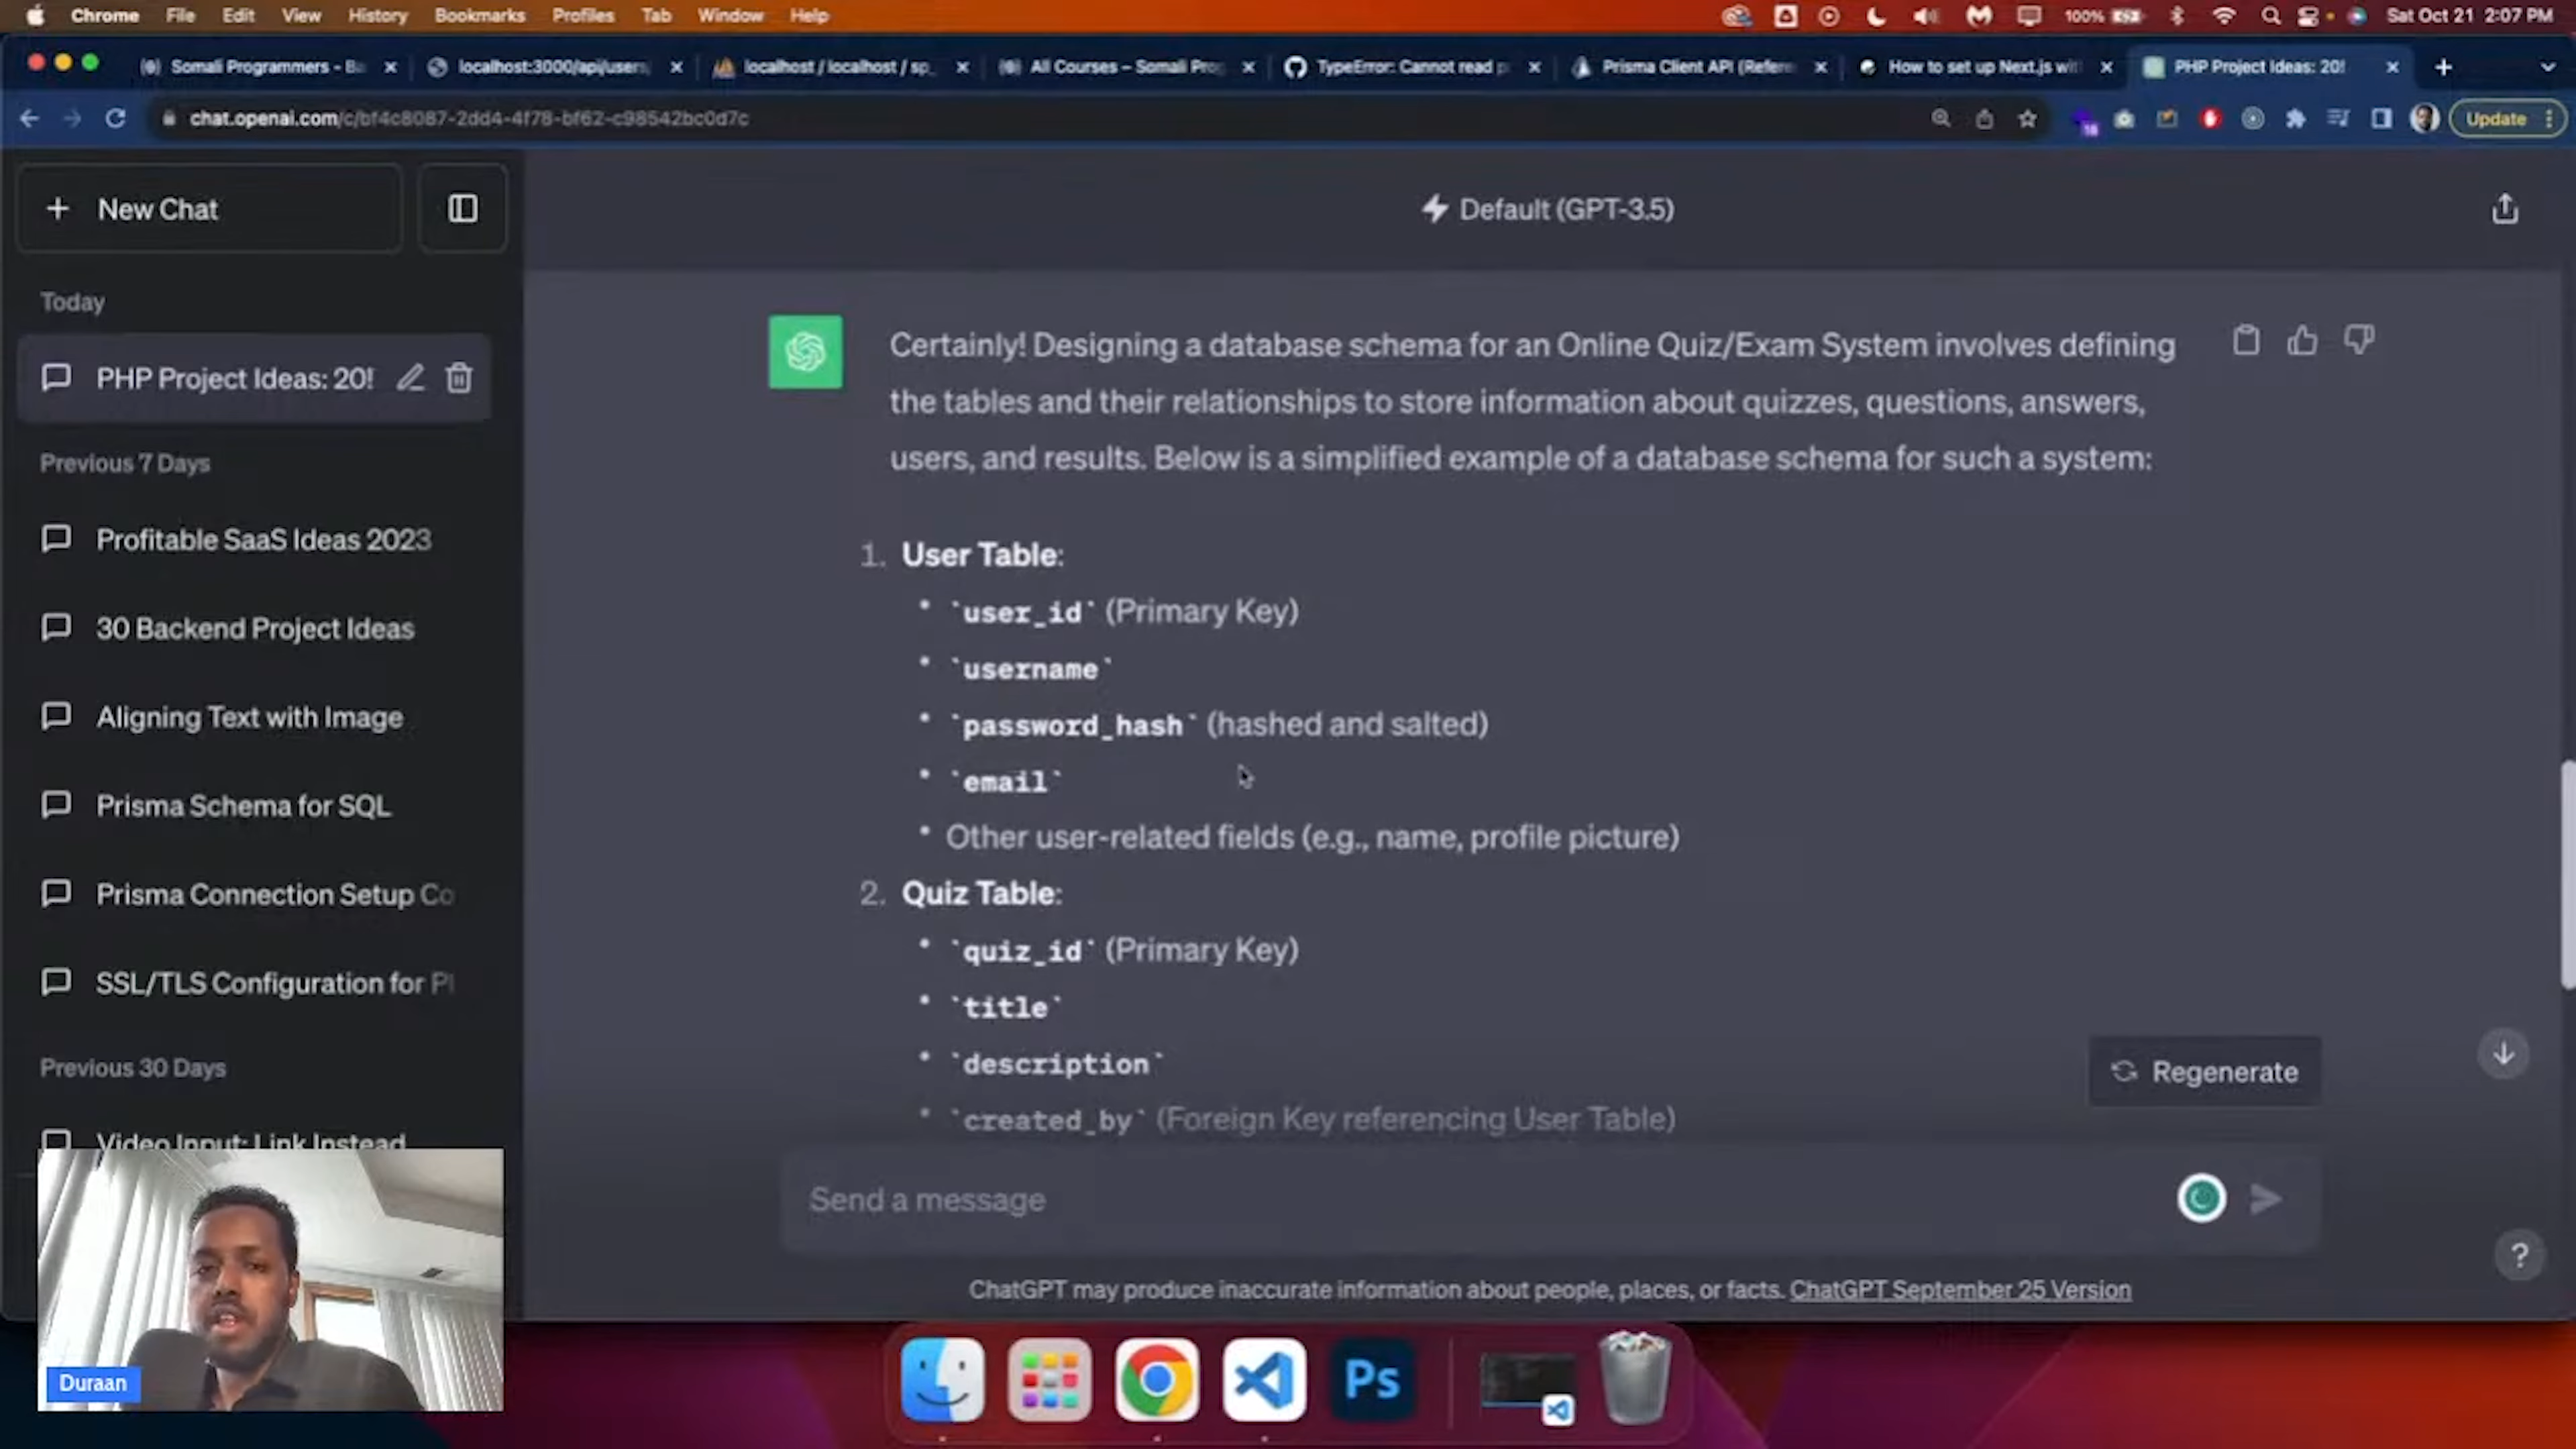 Chrome File Edit View History Bookmarks Profiles Tab Window Help 100% Sat Oct 21 2:07 PM
Somali Programmers - Ba localhost:3000/api/users localhost / localhost / sp_ All Courses – Somali Prog TypeError: Cannot read p Prisma Client API (Refere How to set up Next.js wit PHP Project Ideas: 20!
chat.openai.com/c/bf4c8087-2dd4-4f78-bf62-c98542bc0d7c
Update
New Chat
Default (GPT-3.5)
Today
PHP Project Ideas: 20!
Previous 7 Days
Profitable SaaS Ideas 2023
30 Backend Project Ideas
Aligning Text with Image
Prisma Schema for SQL
Prisma Connection Setup Co
SSL/TLS Configuration for Pl
Previous 30 Days
Video Input: Link Instead
Certainly! Designing a database schema for an Online Quiz/Exam System involves defining
the tables and their relationships to store information about quizzes, questions, answers,
users, and results. Below is a simplified example of a database schema for such a system:
1. User Table:
• `user_id` (Primary Key)
• `username`
• `password_hash` (hashed and salted)
• `email`
• Other user-related fields (e.g., name, profile picture)
2. Quiz Table:
• `quiz_id` (Primary Key)
• `title`
• `description`
• `created_by` (Foreign Key referencing User Table)
Regenerate
Send a message
?
ChatGPT may produce inaccurate information about people, places, or facts. ChatGPT September 25 Version
Duraan
Ps